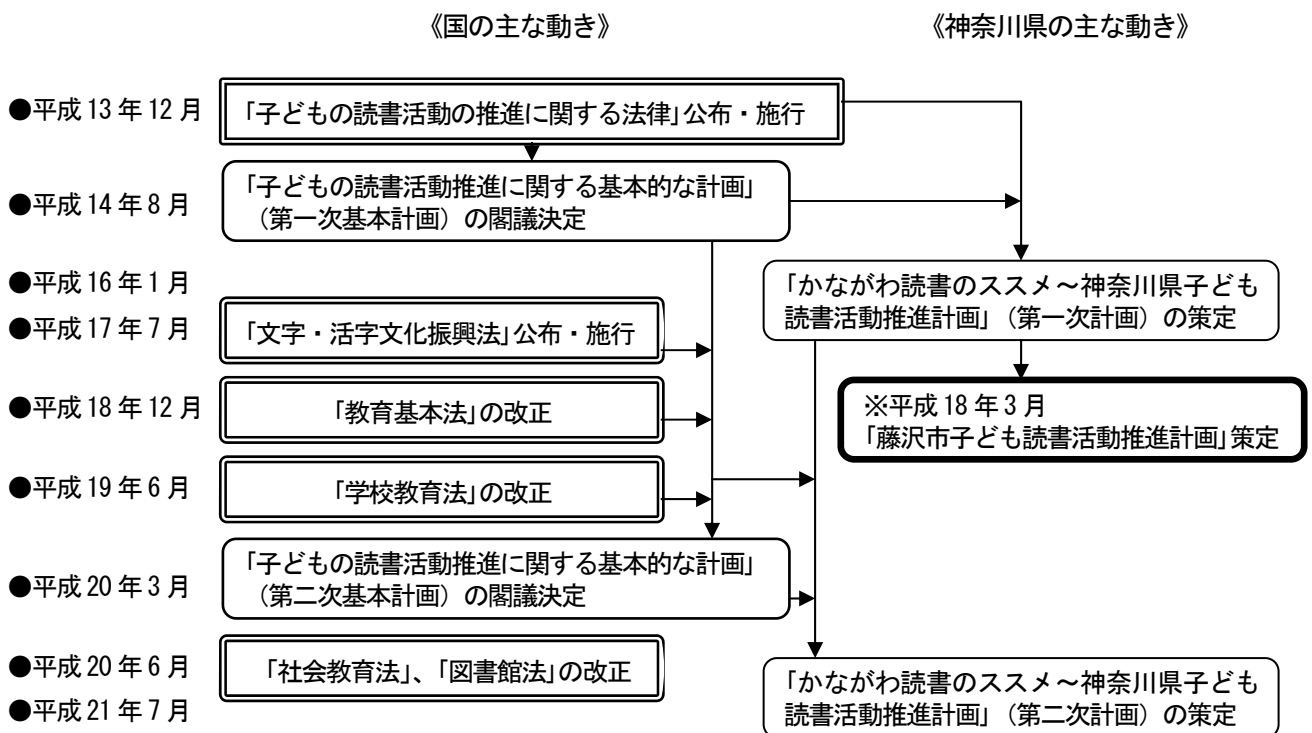 《国の主な動き》
《神奈川県の主な動き》
●平成13年12月
「子どもの読書活動の推進に関する法律」公布・施行
●平成14年8月
「子どもの読書活動推進に関する基本的な計画」
（第一次基本計画）の閣議決定
●平成16年1月
「かながわ読書のススメ～神奈川県子ども
読書活動推進計画」（第一次計画）の策定
●平成17年7月
「文字・活字文化振興法」公布・施行
※平成18年3月
「藤沢市子ども読書活動推進計画」策定
●平成18年12月
「教育基本法」の改正
●平成19年6月
「学校教育法」の改正
●平成20年3月
「子どもの読書活動推進に関する基本的な計画」
（第二次基本計画）の閣議決定
●平成20年6月
「社会教育法」、「図書館法」の改正
●平成21年7月
「かながわ読書のススメ～神奈川県子ども
読書活動推進計画」（第二次計画）の策定